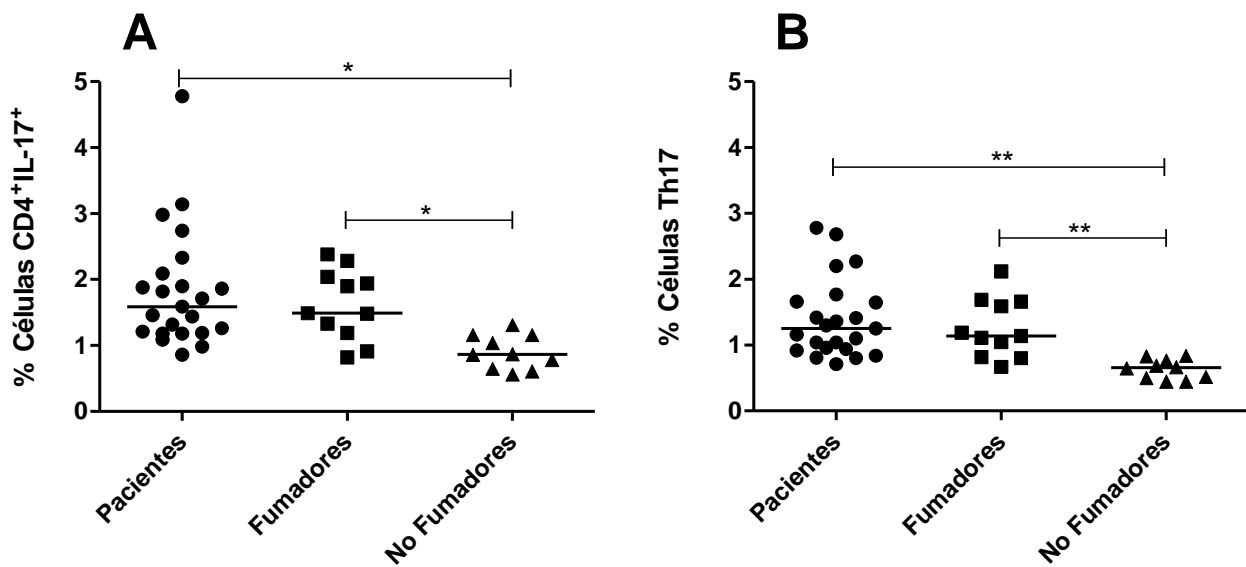 A
% Células CD4⁺IL-17⁺
5
4
3
2
1
0
*
*
Pacientes
Fumadores
No Fumadores
B
% Células Th17
5
4
3
2
1
0
**
**
Pacientes
Fumadores
No Fumadores